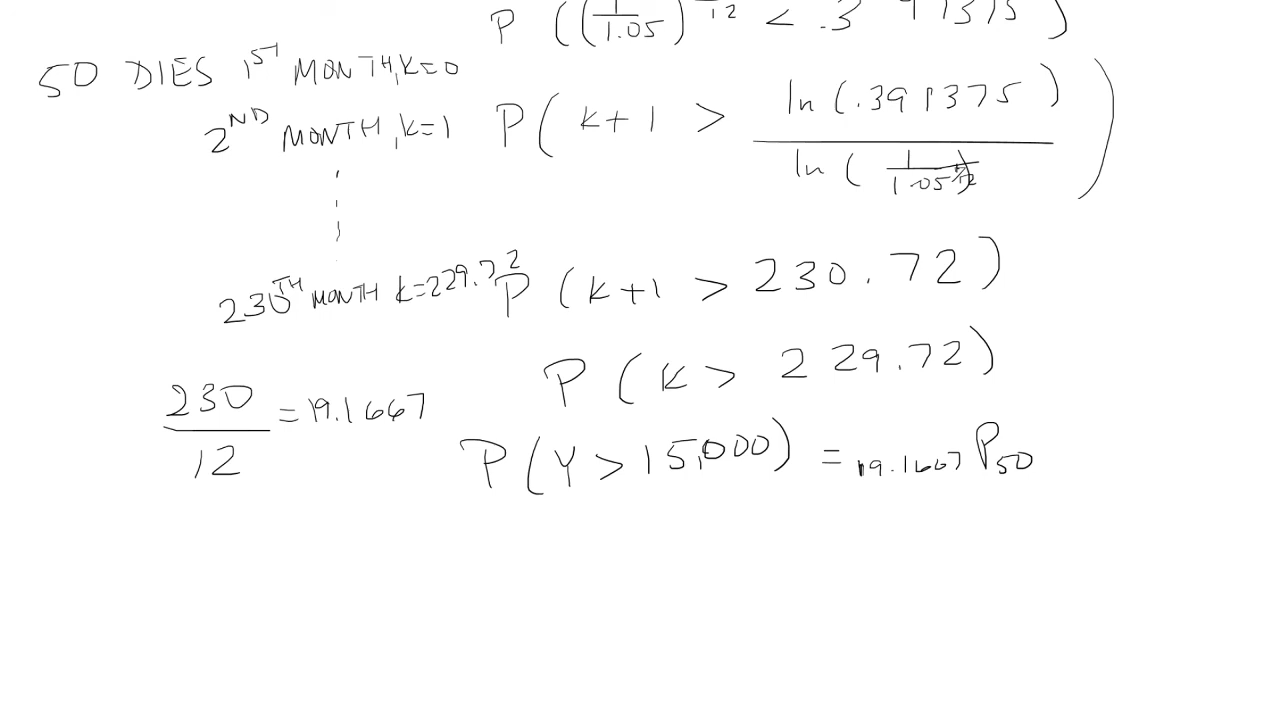 P ((1/1.05)^12 < .391375)
50 DIES 1ST MONTH, K=0
2ND MONTH, K=1 P(K+1 > ln(.391375) / ln(1/1.05^1/12))
230TH MONTH K=229.72 P(K+1 > 230.72)
P(K > 229.72)
230/12 = 19.1667
P(Y > 15,000) = 19.1667 P50